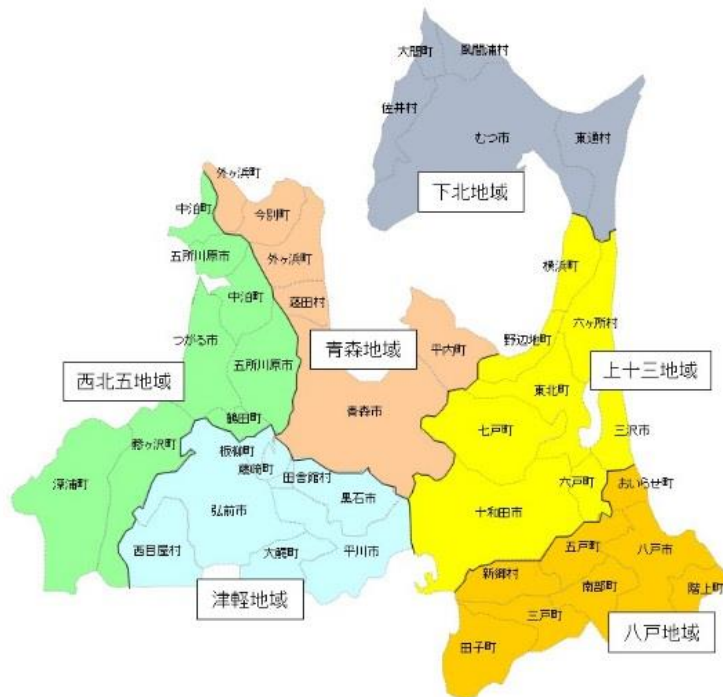 大間町
風間浦村
佐井村
むつ市
東通村
下北地域
外ヶ浜町
中泊町
今別町
五所川原市
外ヶ浜町
中泊町
蓬田村
つがる市
五所川原市
青森地域
平内町
西北五地域
青森市
鶴田町
鰺ヶ沢町
深浦町
横浜町
六ヶ所村
野辺地町
東北町
上十三地域
七戸町
三沢市
六戸町
十和田市
板柳町
藤崎町
田舎館村
黒石市
弘前市
西目屋村
大鰐町
平川市
津軽地域
おいらせ町
五戸町
八戸市
新郷村
南部町
階上町
三戸町
田子町
八戸地域